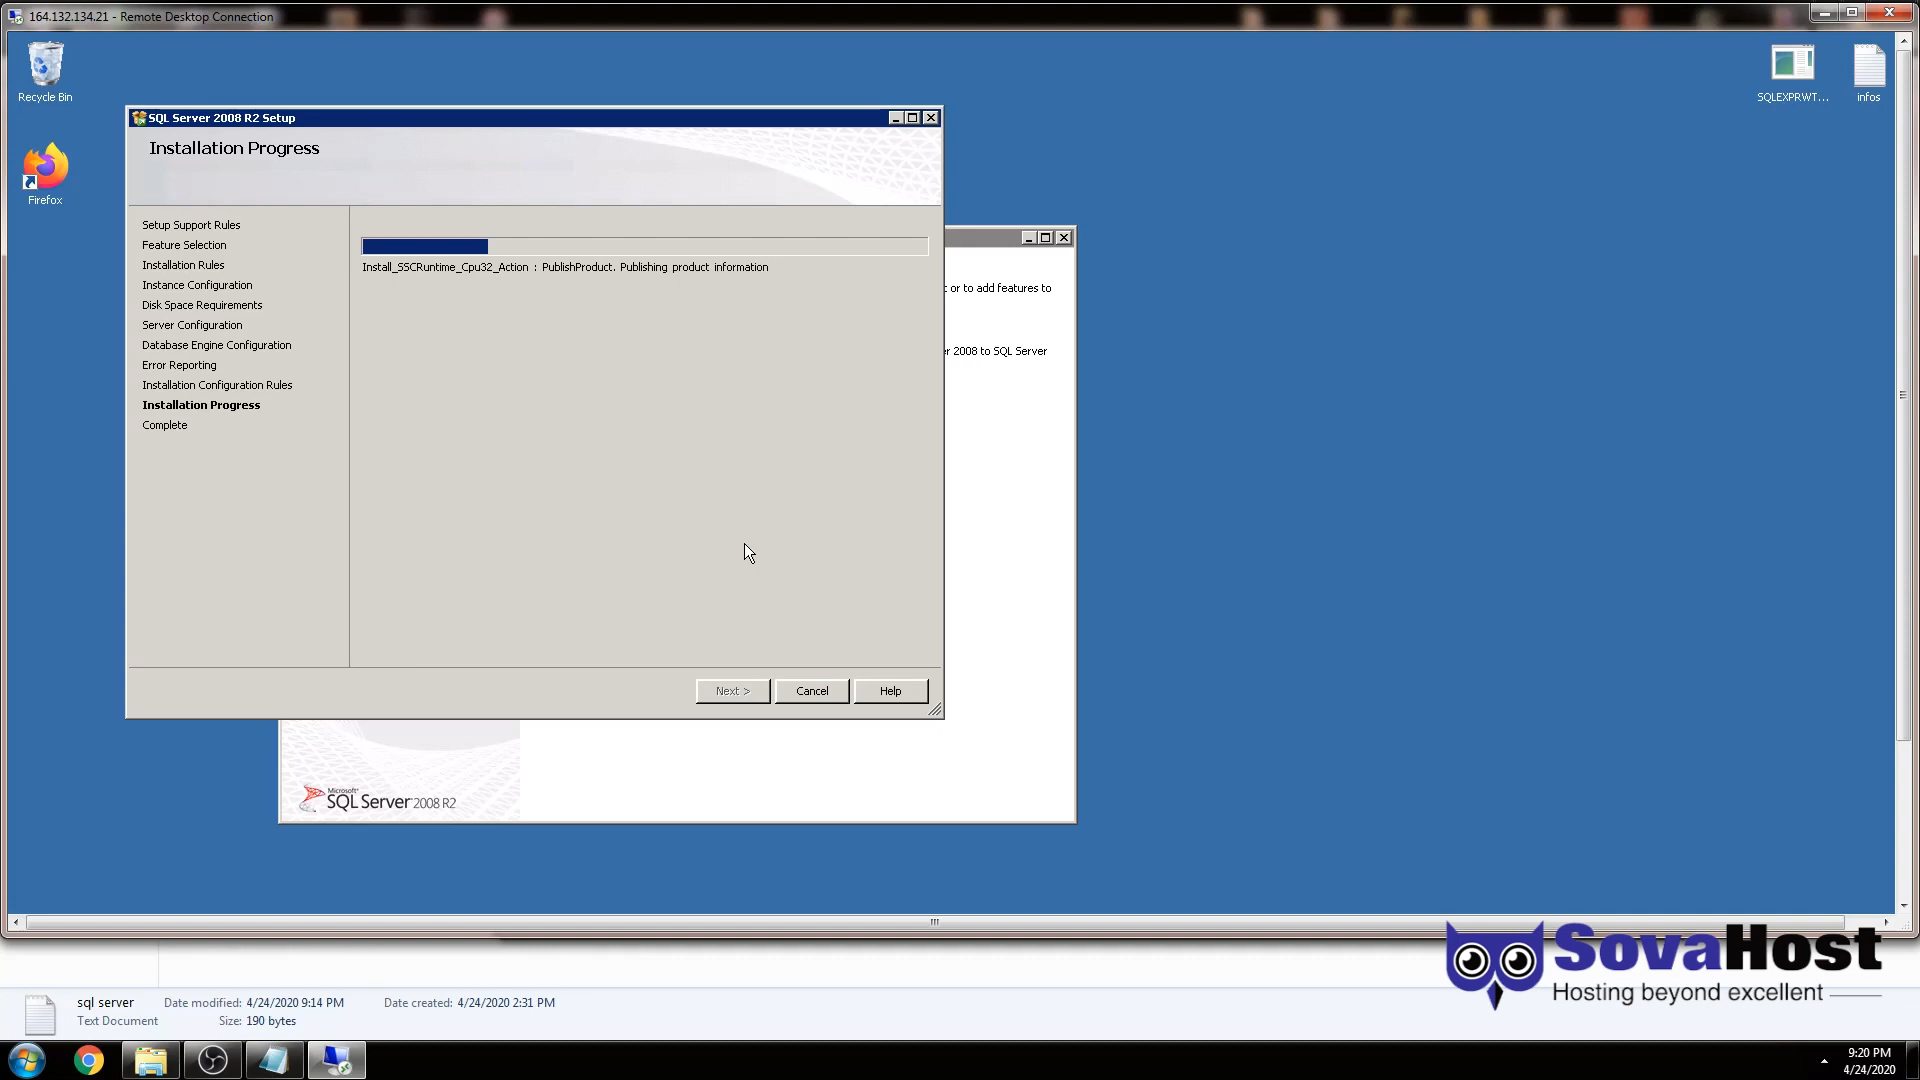 164.132.134.21 - Remote Desktop Connection
Recycle Bin
SQLEXPRWT...
infos
Firefox
SQL Server 2008 R2 Setup
Installation Progress
Setup Support Rules
Feature Selection
Installation Rules
Instance Configuration
Disk Space Requirements
Server Configuration
Database Engine Configuration
Error Reporting
Installation Configuration Rules
Installation Progress
Complete
Install_SSCRuntime_Cpu32_Action : PublishProduct. Publishing product information
Next >
Cancel
Help
or to add features to
2008 to SQL Server
Microsoft
SQL Server 2008 R2
SovaHost
Hosting beyond excellent
sql server
Date modified: 4/24/2020 9:14 PM
Date created: 4/24/2020 2:31 PM
Text Document
Size: 190 bytes
9:20 PM
4/24/2020